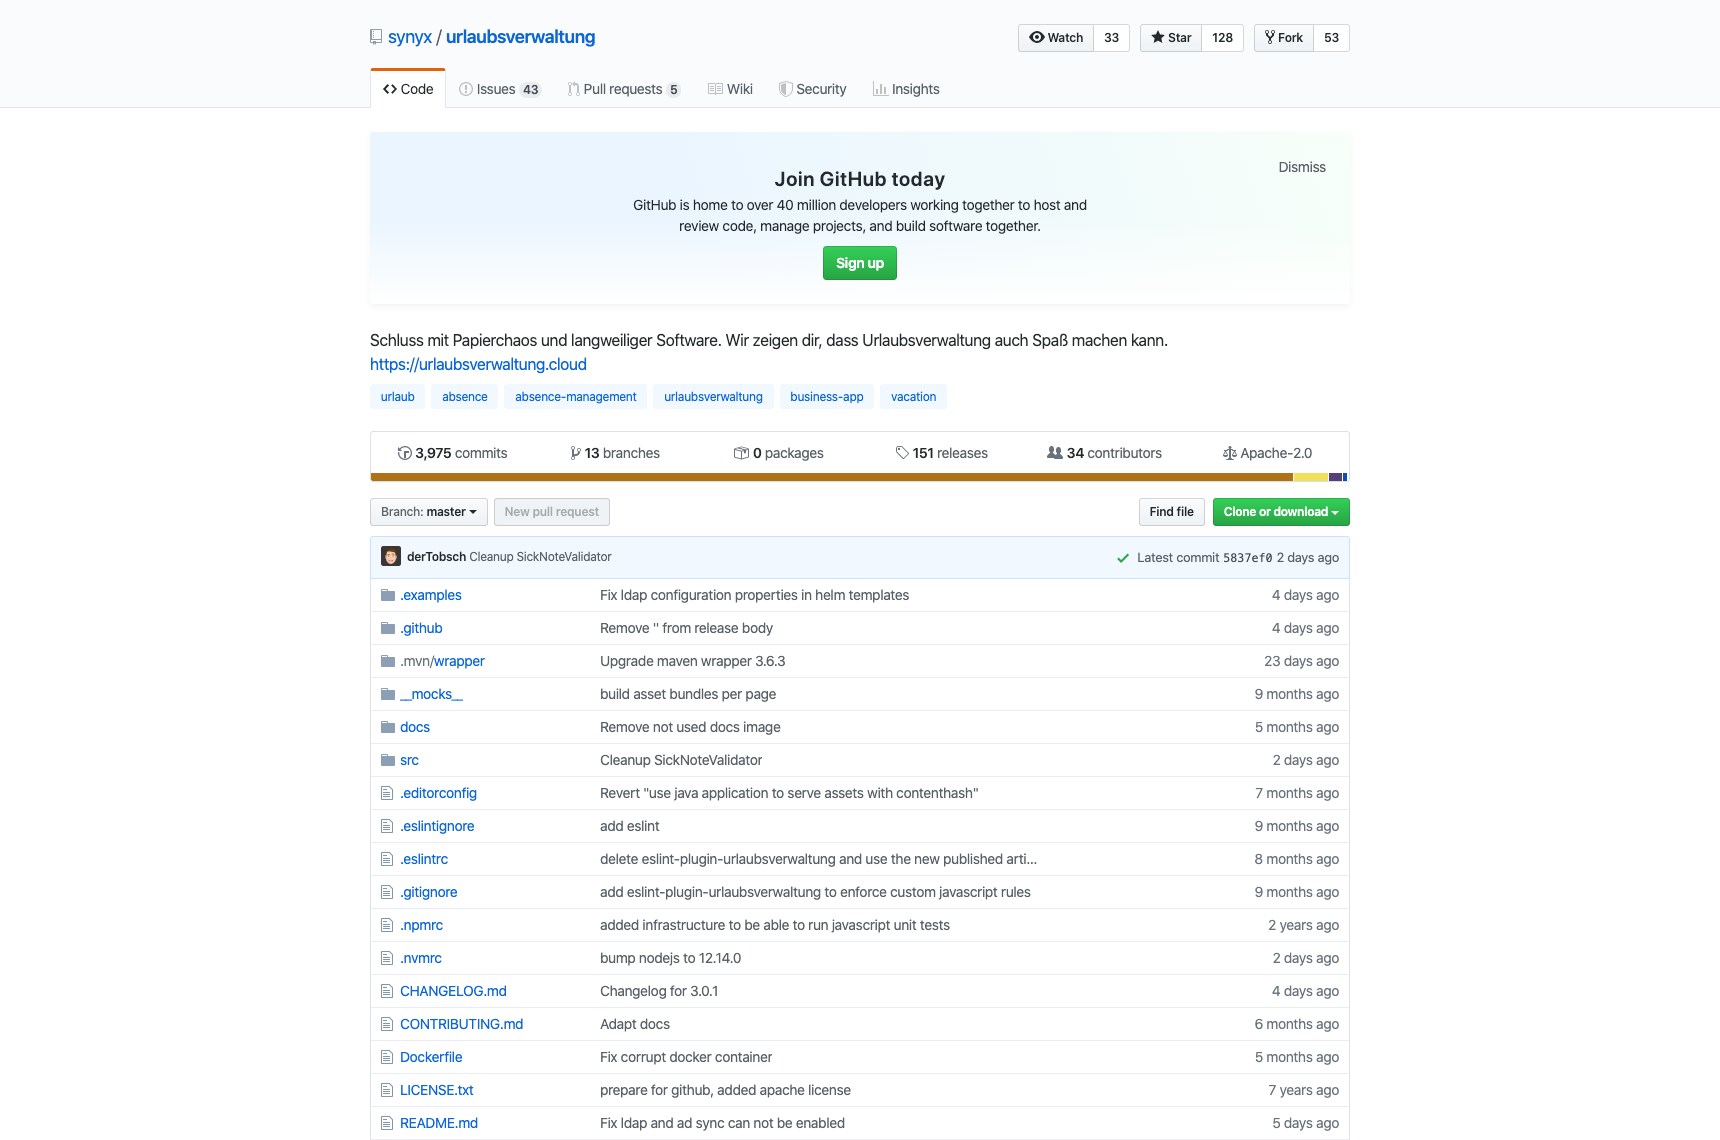 synyx / urlaubsverwaltung
Watch 33 Star 128 Fork 53
Code Issues 43 Pull requests 5 Wiki Security Insights
Dismiss
Join GitHub today
GitHub is home to over 40 million developers working together to host and
review code, manage projects, and build software together.
Sign up
Schluss mit Papierchaos und langweiliger Software. Wir zeigen dir, dass Urlaubsverwaltung auch Spaß machen kann.
https://urlaubsverwaltung.cloud
urlaub absence absence-management urlaubsverwaltung business-app vacation
3,975 commits 13 branches 0 packages 151 releases 34 contributors Apache-2.0
Branch: master New pull request Find file Clone or download
derTobsch Cleanup SickNoteValidator Latest commit 5837ef0 2 days ago
.examples Fix ldap configuration properties in helm templates 4 days ago
.github Remove '' from release body 4 days ago
.mvn/wrapper Upgrade maven wrapper 3.6.3 23 days ago
__mocks__ build asset bundles per page 9 months ago
docs Remove not used docs image 5 months ago
src Cleanup SickNoteValidator 2 days ago
.editorconfig Revert "use java application to serve assets with contenthash" 7 months ago
.eslintignore add eslint 9 months ago
.eslintrc delete eslint-plugin-urlaubsverwaltung and use the new published arti... 8 months ago
.gitignore add eslint-plugin-urlaubsverwaltung to enforce custom javascript rules 9 months ago
.npmrc added infrastructure to be able to run javascript unit tests 2 years ago
.nvmrc bump nodejs to 12.14.0 2 days ago
CHANGELOG.md Changelog for 3.0.1 4 days ago
CONTRIBUTING.md Adapt docs 6 months ago
Dockerfile Fix corrupt docker container 5 months ago
LICENSE.txt prepare for github, added apache license 7 years ago
README.md Fix ldap and ad sync can not be enabled 5 days ago